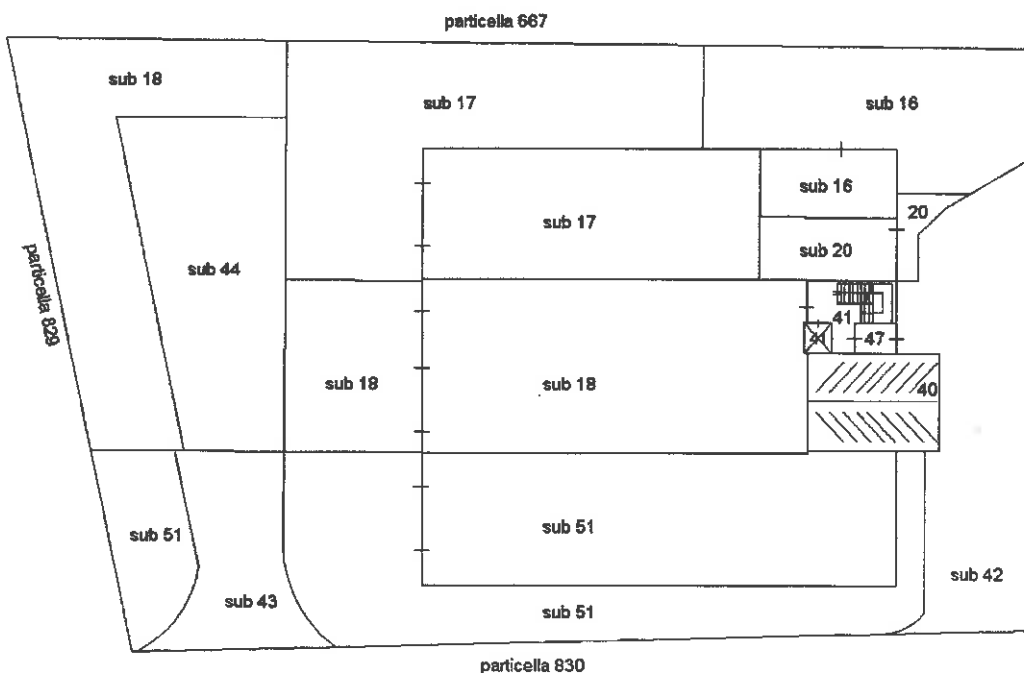 particella 667
sub 18
sub 17
sub 16
sub 16
sub 17
20
sub 20
sub 44
particella 829
41
41
47
sub 18
sub 18
40
sub 51
sub 51
sub 42
sub 43
sub 51
particella 830